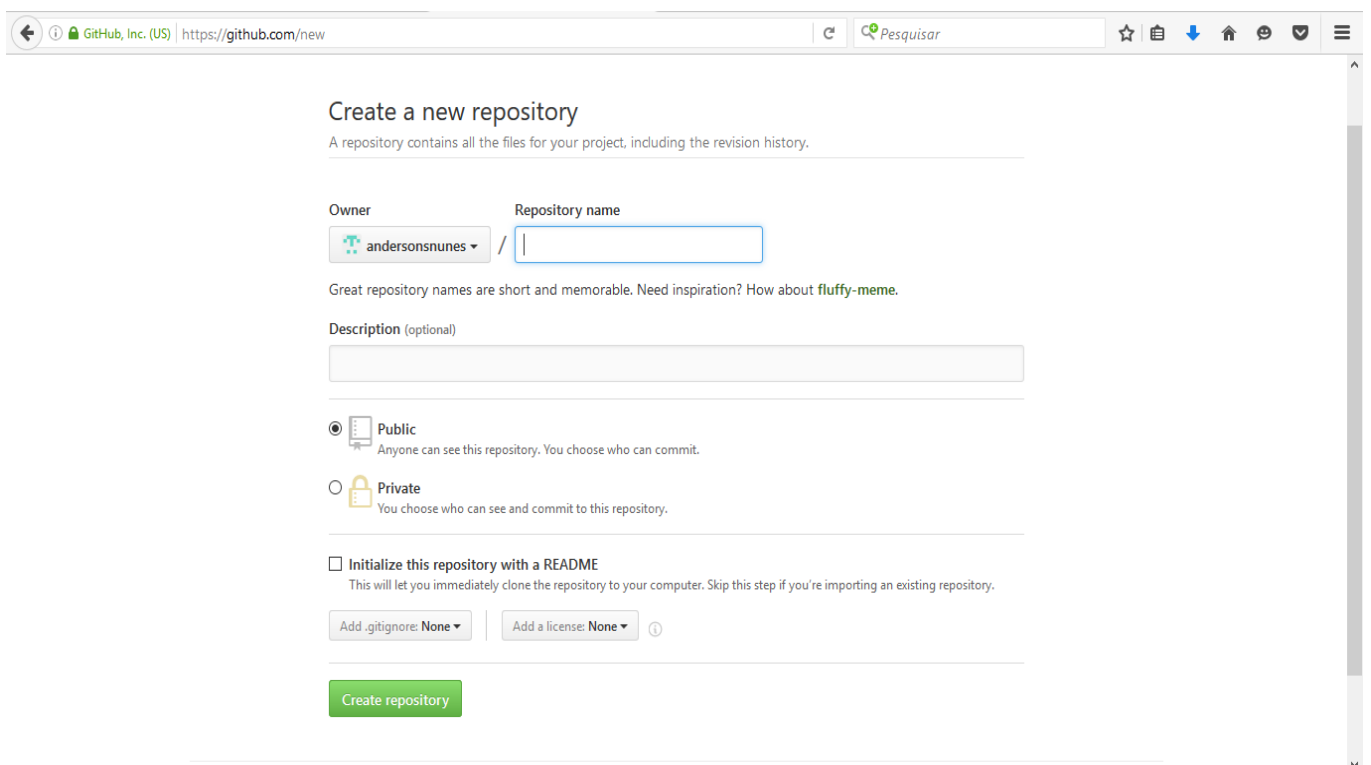 GitHub, Inc. (US) https://github.com/new Pesquisar
Create a new repository
A repository contains all the files for your project, including the revision history.
Owner Repository name
andersonsnunes /
Great repository names are short and memorable. Need inspiration? How about fluffy-meme.
Description (optional)
Public
Anyone can see this repository. You choose who can commit.
Private
You choose who can see and commit to this repository.
Initialize this repository with a README
This will let you immediately clone the repository to your computer. Skip this step if you're importing an existing repository.
Add .gitignore: None Add a license: None
Create repository